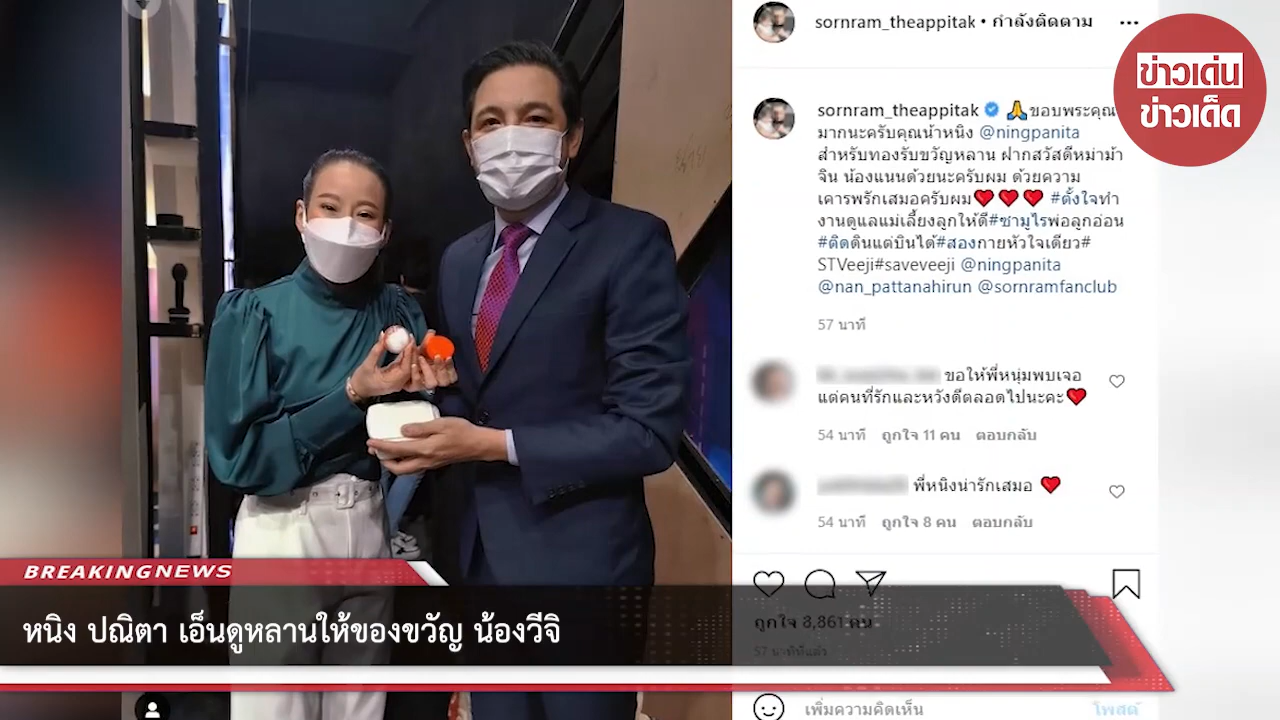 sornram_theappitak • กำลังติดตาม
ข่าวเด่น
ข่าวเด็ด
sornram_theappitak 🙏ขอบพระคุณ
มากนะครับคุณน้าหนิง @ningpanita
สำหรับทองรับขวัญหลาน ฝากสวัสดีหม่าม้า
จิน น้องแนนด้วยนะครับผม ด้วยความ
เคารพรักเสมอครับผม❤️❤️❤️ #ตั้งใจทำ
งานดูแลแม่เลี้ยงลูกให้ดี#ซามูไรพ่อลูกอ่อน
#ติดดินแต่บินได้#สองกายหัวใจเดียว#
STVeeji#saveveeji @ningpanita
@nan_pattanahirun @sornramfanclub
57 นาที
ขอให้พี่หนุ่มพบเจอ
แต่คนที่รักและหวังดีตลอดไปนะคะ❤️
54 นาที ถูกใจ 11 คน ตอบกลับ
พี่หนิงน่ารักเสมอ ❤️
54 นาที ถูกใจ 8 คน ตอบกลับ
BREAKINGNEWS
หนิง ปณิตา เอ็นดูหลานให้ของขวัญ น้องวีจิ
ถูกใจ 3,861 คน
57 นาทีที่แล้ว
เพิ่มความคิดเห็น
โพสต์